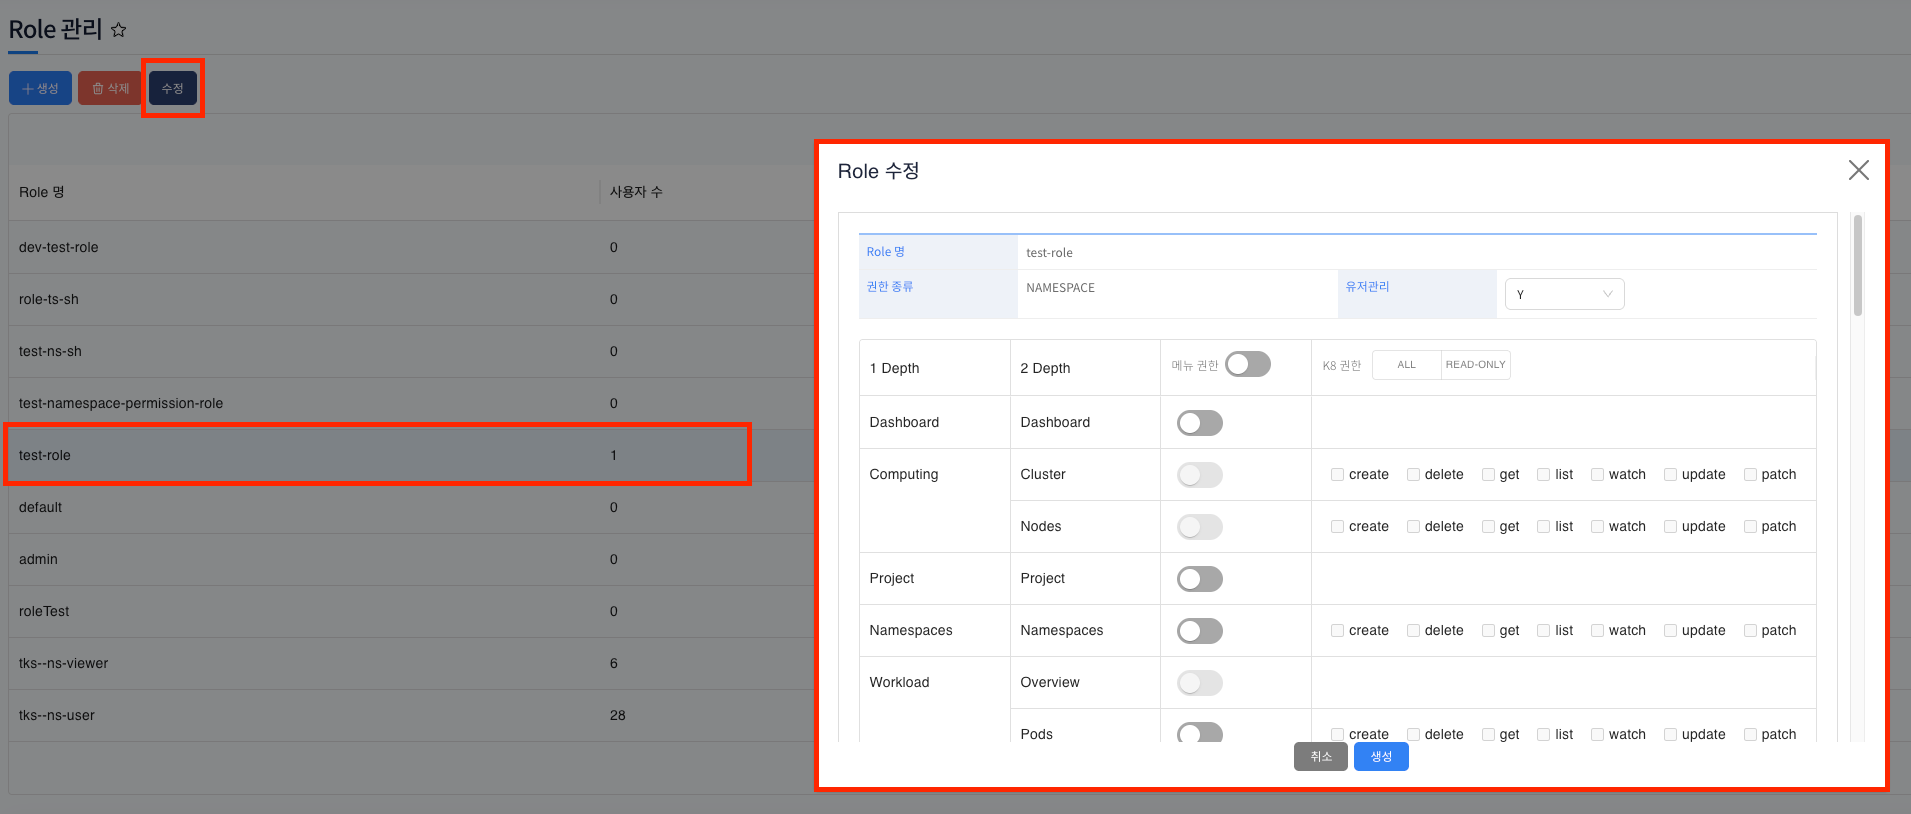 Role 관리
생성 삭제 수정
Role 명 사용자 수
dev-test-role 0
role-ts-sh 0
test-ns-sh 0
test-namespace-permission-role 0
test-role 1
default 0
admin 0
roleTest 0
tks--ns-viewer 6
tks--ns-user 28
Role 수정
Role 명 test-role
권한 종류 NAMESPACE 유저관리 Y
1 Depth 2 Depth 메뉴 권한 K8 권한 ALL READ-ONLY
Dashboard Dashboard
Computing Cluster create delete get list watch update patch
Nodes create delete get list watch update patch
Project Project
Namespaces Namespaces create delete get list watch update patch
Workload Overview
Pods create delete get list watch update patch
취소 생성